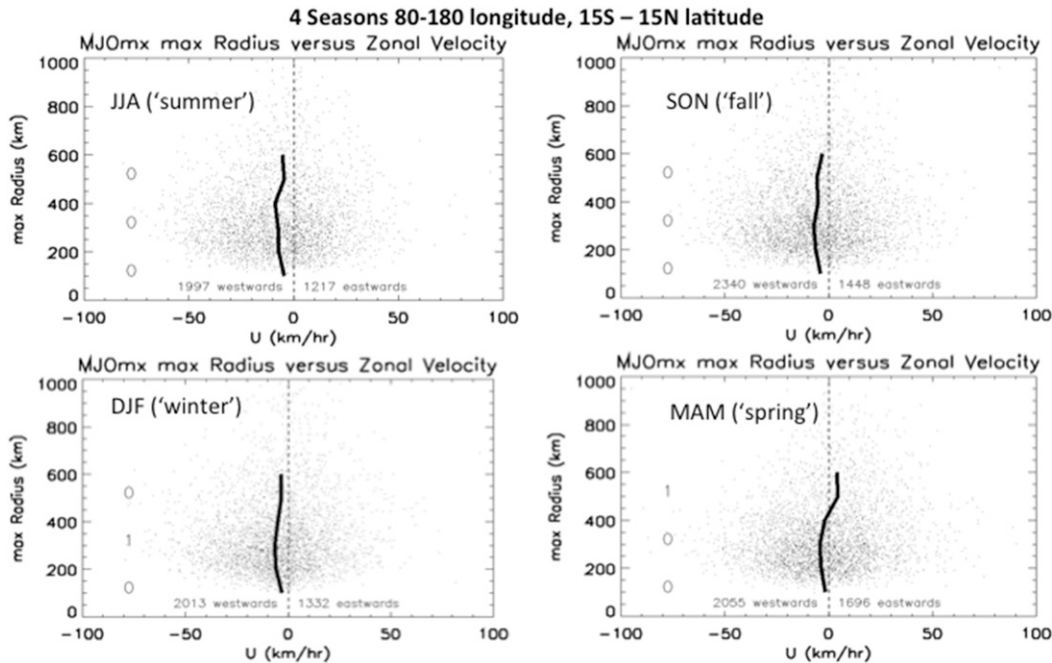 4 Seasons 80-180 longitude, 15S – 15N latitude
MJOmx max Radius versus Zonal Velocity
1000
800
600
400
200
0
max Radius (km)
JJA ('summer')
0
0
0
1997 westwards
1217 eastwards
-100
-50
0
50
100
U (km/hr)
MJOmx max Radius versus Zonal Velocity
1000
800
600
400
200
0
max Radius (km)
SON ('fall')
0
0
0
2340 westwards
1448 eastwards
-100
-50
0
50
100
U (km/hr)
MJOmx max Radius versus Zonal Velocity
1000
800
600
400
200
0
max Radius (km)
DJF ('winter')
0
1
0
2013 westwards
1332 eastwards
-100
-50
0
50
100
U (km/hr)
MJOmx max Radius versus Zonal Velocity
1000
800
600
400
200
0
max Radius (km)
MAM ('spring')
1
0
0
2055 westwards
1696 eastwards
-100
-50
0
50
100
U (km/hr)